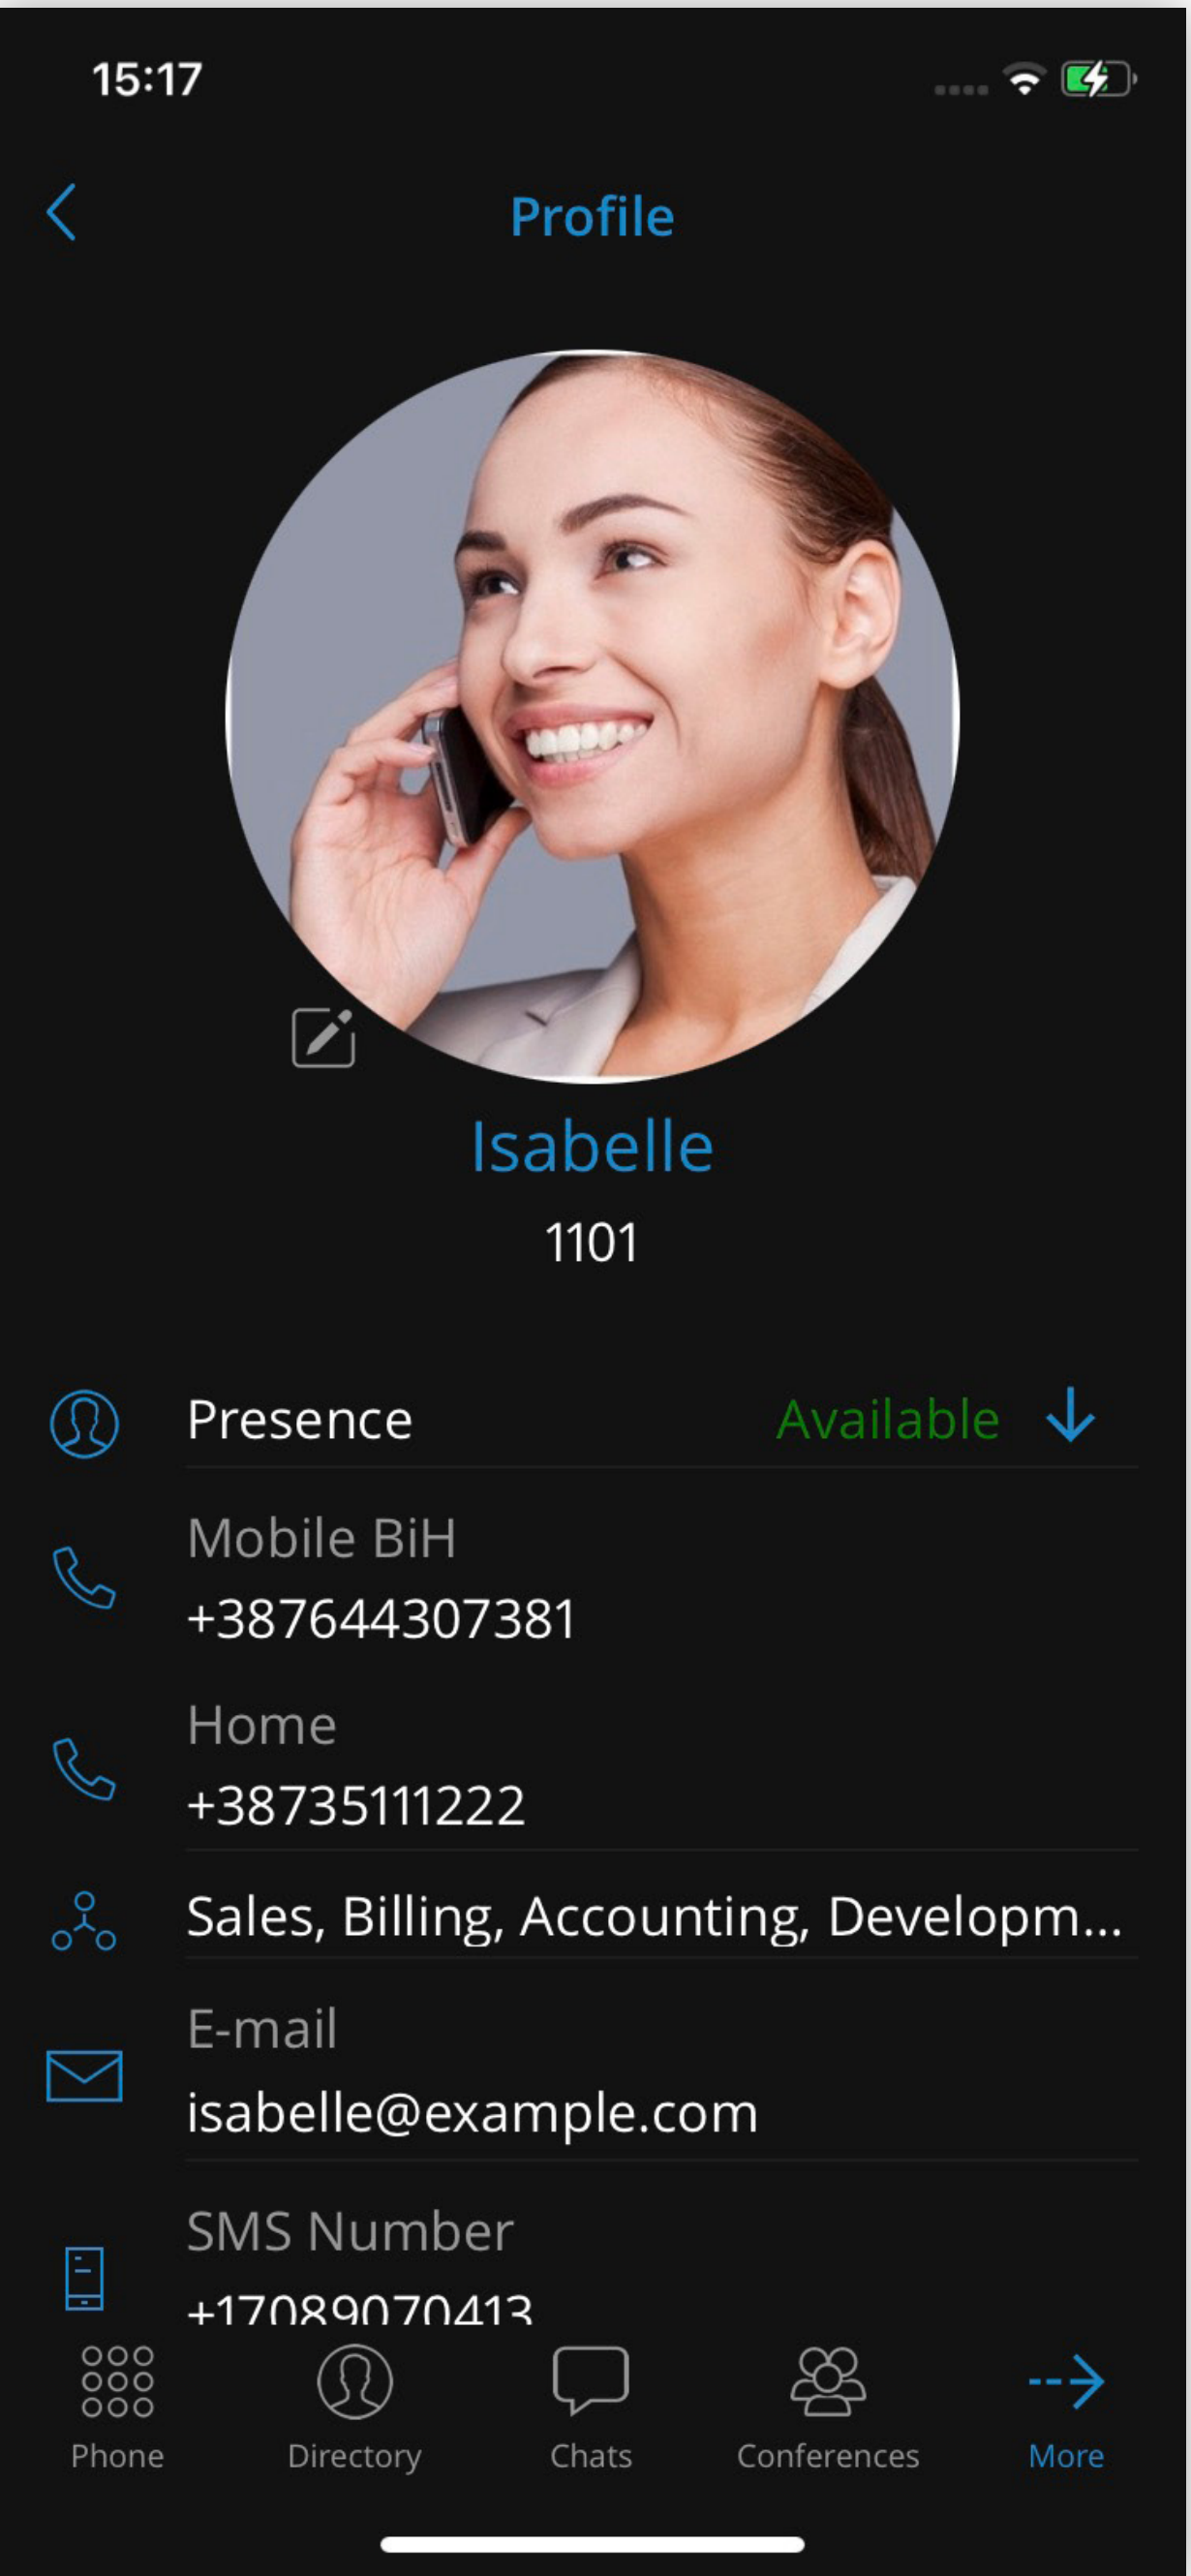 15:17
Profile
Isabelle
1101
Presence Available
Mobile BiH
+387644307381
Home
+38735111222
Sales, Billing, Accounting, Developm...
E-mail
isabelle@example.com
SMS Number
+17089070413
Phone Directory Chats Conferences More